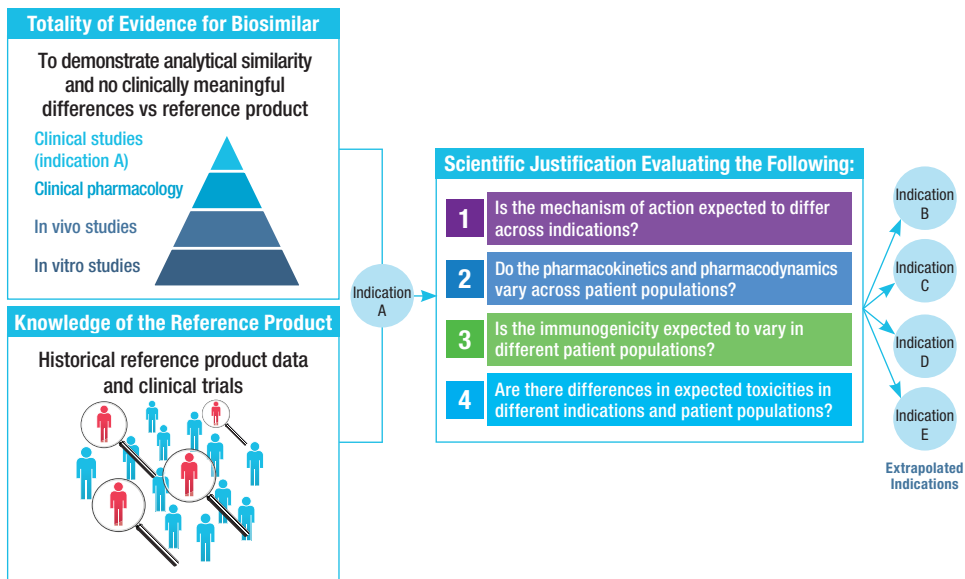 Totality of Evidence for Biosimilar
To demonstrate analytical similarity
and no clinically meaningful
differences vs reference product
Clinical studies
(indication A)
Clinical pharmacology
In vivo studies
In vitro studies
Knowledge of the Reference Product
Historical reference product data
and clinical trials
Indication
A
Scientific Justification Evaluating the Following:
1
Is the mechanism of action expected to differ
across indications?
2
Do the pharmacokinetics and pharmacodynamics
vary across patient populations?
3
Is the immunogenicity expected to vary in
different patient populations?
4
Are there differences in expected toxicities in
different indications and patient populations?
Indication
B
Indication
C
Indication
D
Indication
E
Extrapolated
Indications